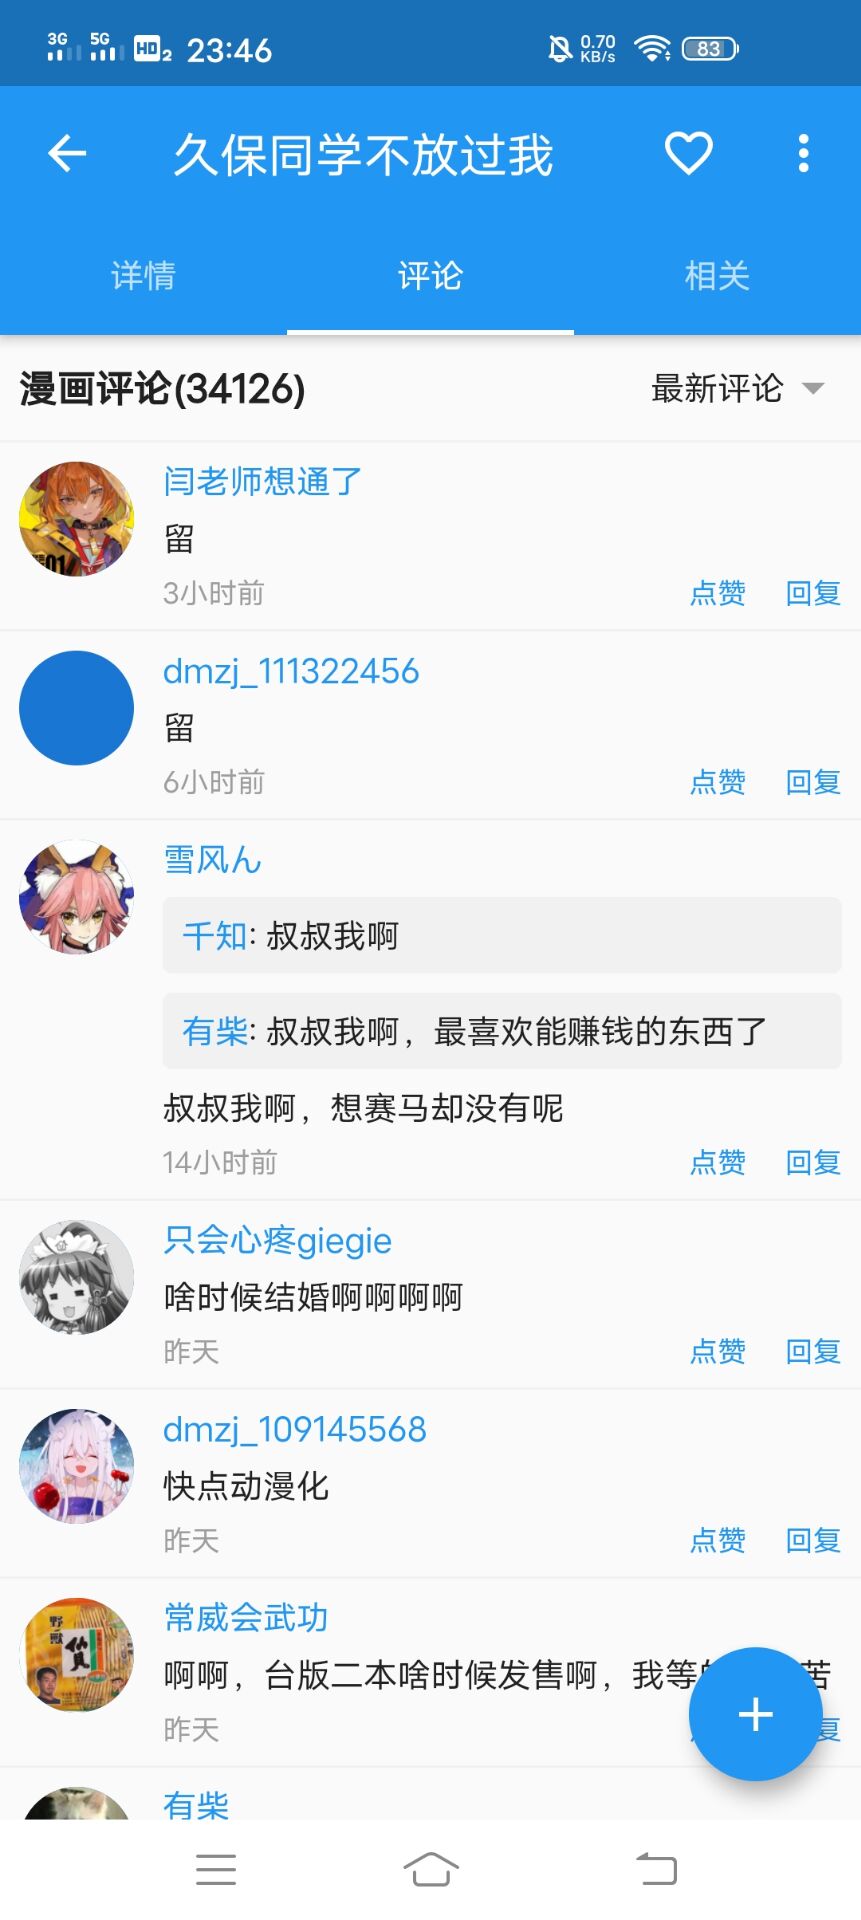 3G 5G HD2 23:46 0.70 KB/s 83
久保同学不放过我
详情 评论 相关
漫画评论(34126) 最新评论
闫老师想通了
留
3小时前 点赞 回复
dmzj_111322456
留
6小时前 点赞 回复
雪风ん
千知: 叔叔我啊
有柴: 叔叔我啊，最喜欢能赚钱的东西了
叔叔我啊，想赛马却没有呢
14小时前 点赞 回复
只会心疼giegie
啥时候结婚啊啊啊啊
昨天 点赞 回复
dmzj_109145568
快点动漫化
昨天 点赞 回复
常威会武功
啊啊，台版二本啥时候发售啊，我等 苦
昨天 复
有柴